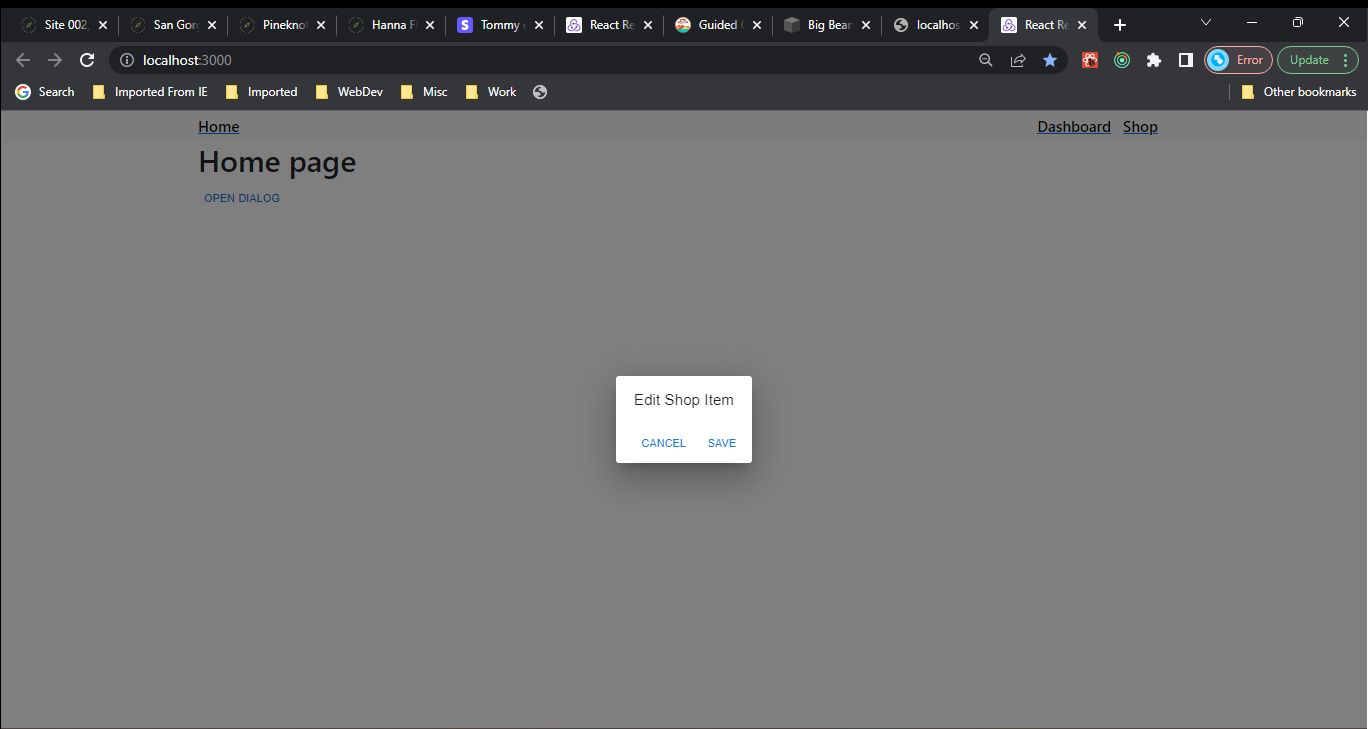 Site 002, San Gor Pineknot Hanna Fl Tommy React Re Guided Big Bear localhos React Re
localhost:3000 Error Update
Search Imported From IE Imported WebDev Misc Work Other bookmarks
Home Dashboard Shop
Home page
OPEN DIALOG
Edit Shop Item
CANCEL SAVE